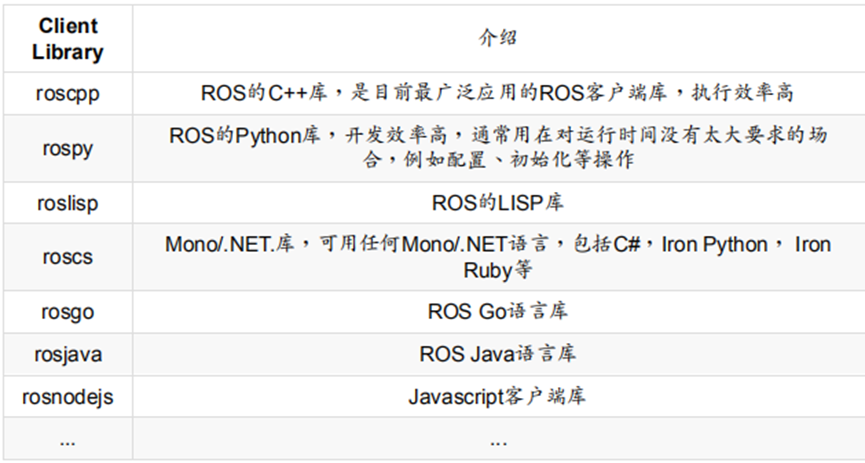 Client
Library
介绍
roscpp
ROS的C++库，是目前最广泛应用的ROS客户端库，执行效率高
rospy
ROS的Python库，开发效率高，通常用在对运行时间没有太大要求的场
合，例如配置、初始化等操作
roslisp
ROS的LISP库
roscs
Mono/.NET.库，可用任何Mono/.NET语言，包括C#，Iron Python， Iron
Ruby等
rosgo
ROS Go语言库
rosjava
ROS Java语言库
rosnodejs
Javascript客户端库
...
...